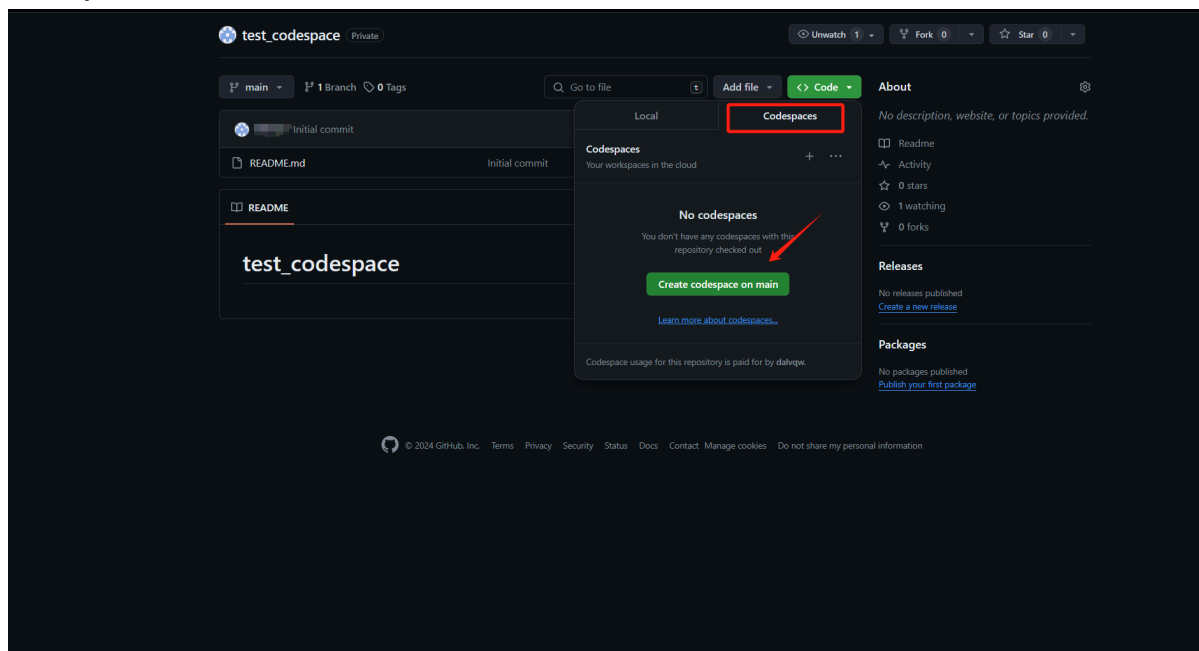 test_codespace Private
Unwatch 1
Fork 0
Star 0
main
1 Branch
0 Tags
Go to file t
Add file
<> Code
Initial commit
README.md Initial commit
README
test_codespace
Local
Codespaces
Codespaces
Your workspaces in the cloud
No codespaces
You don't have any codespaces with this
repository checked out
Create codespace on main
Learn more about codespaces...
Codespace usage for this repository is paid for by dalvqw.
About
No description, website, or topics provided.
Readme
Activity
0 stars
1 watching
0 forks
Releases
No releases published
Create a new release
Packages
No packages published
Publish your first package
© 2024 GitHub, Inc. Terms Privacy Security Status Docs Contact Manage cookies Do not share my personal information